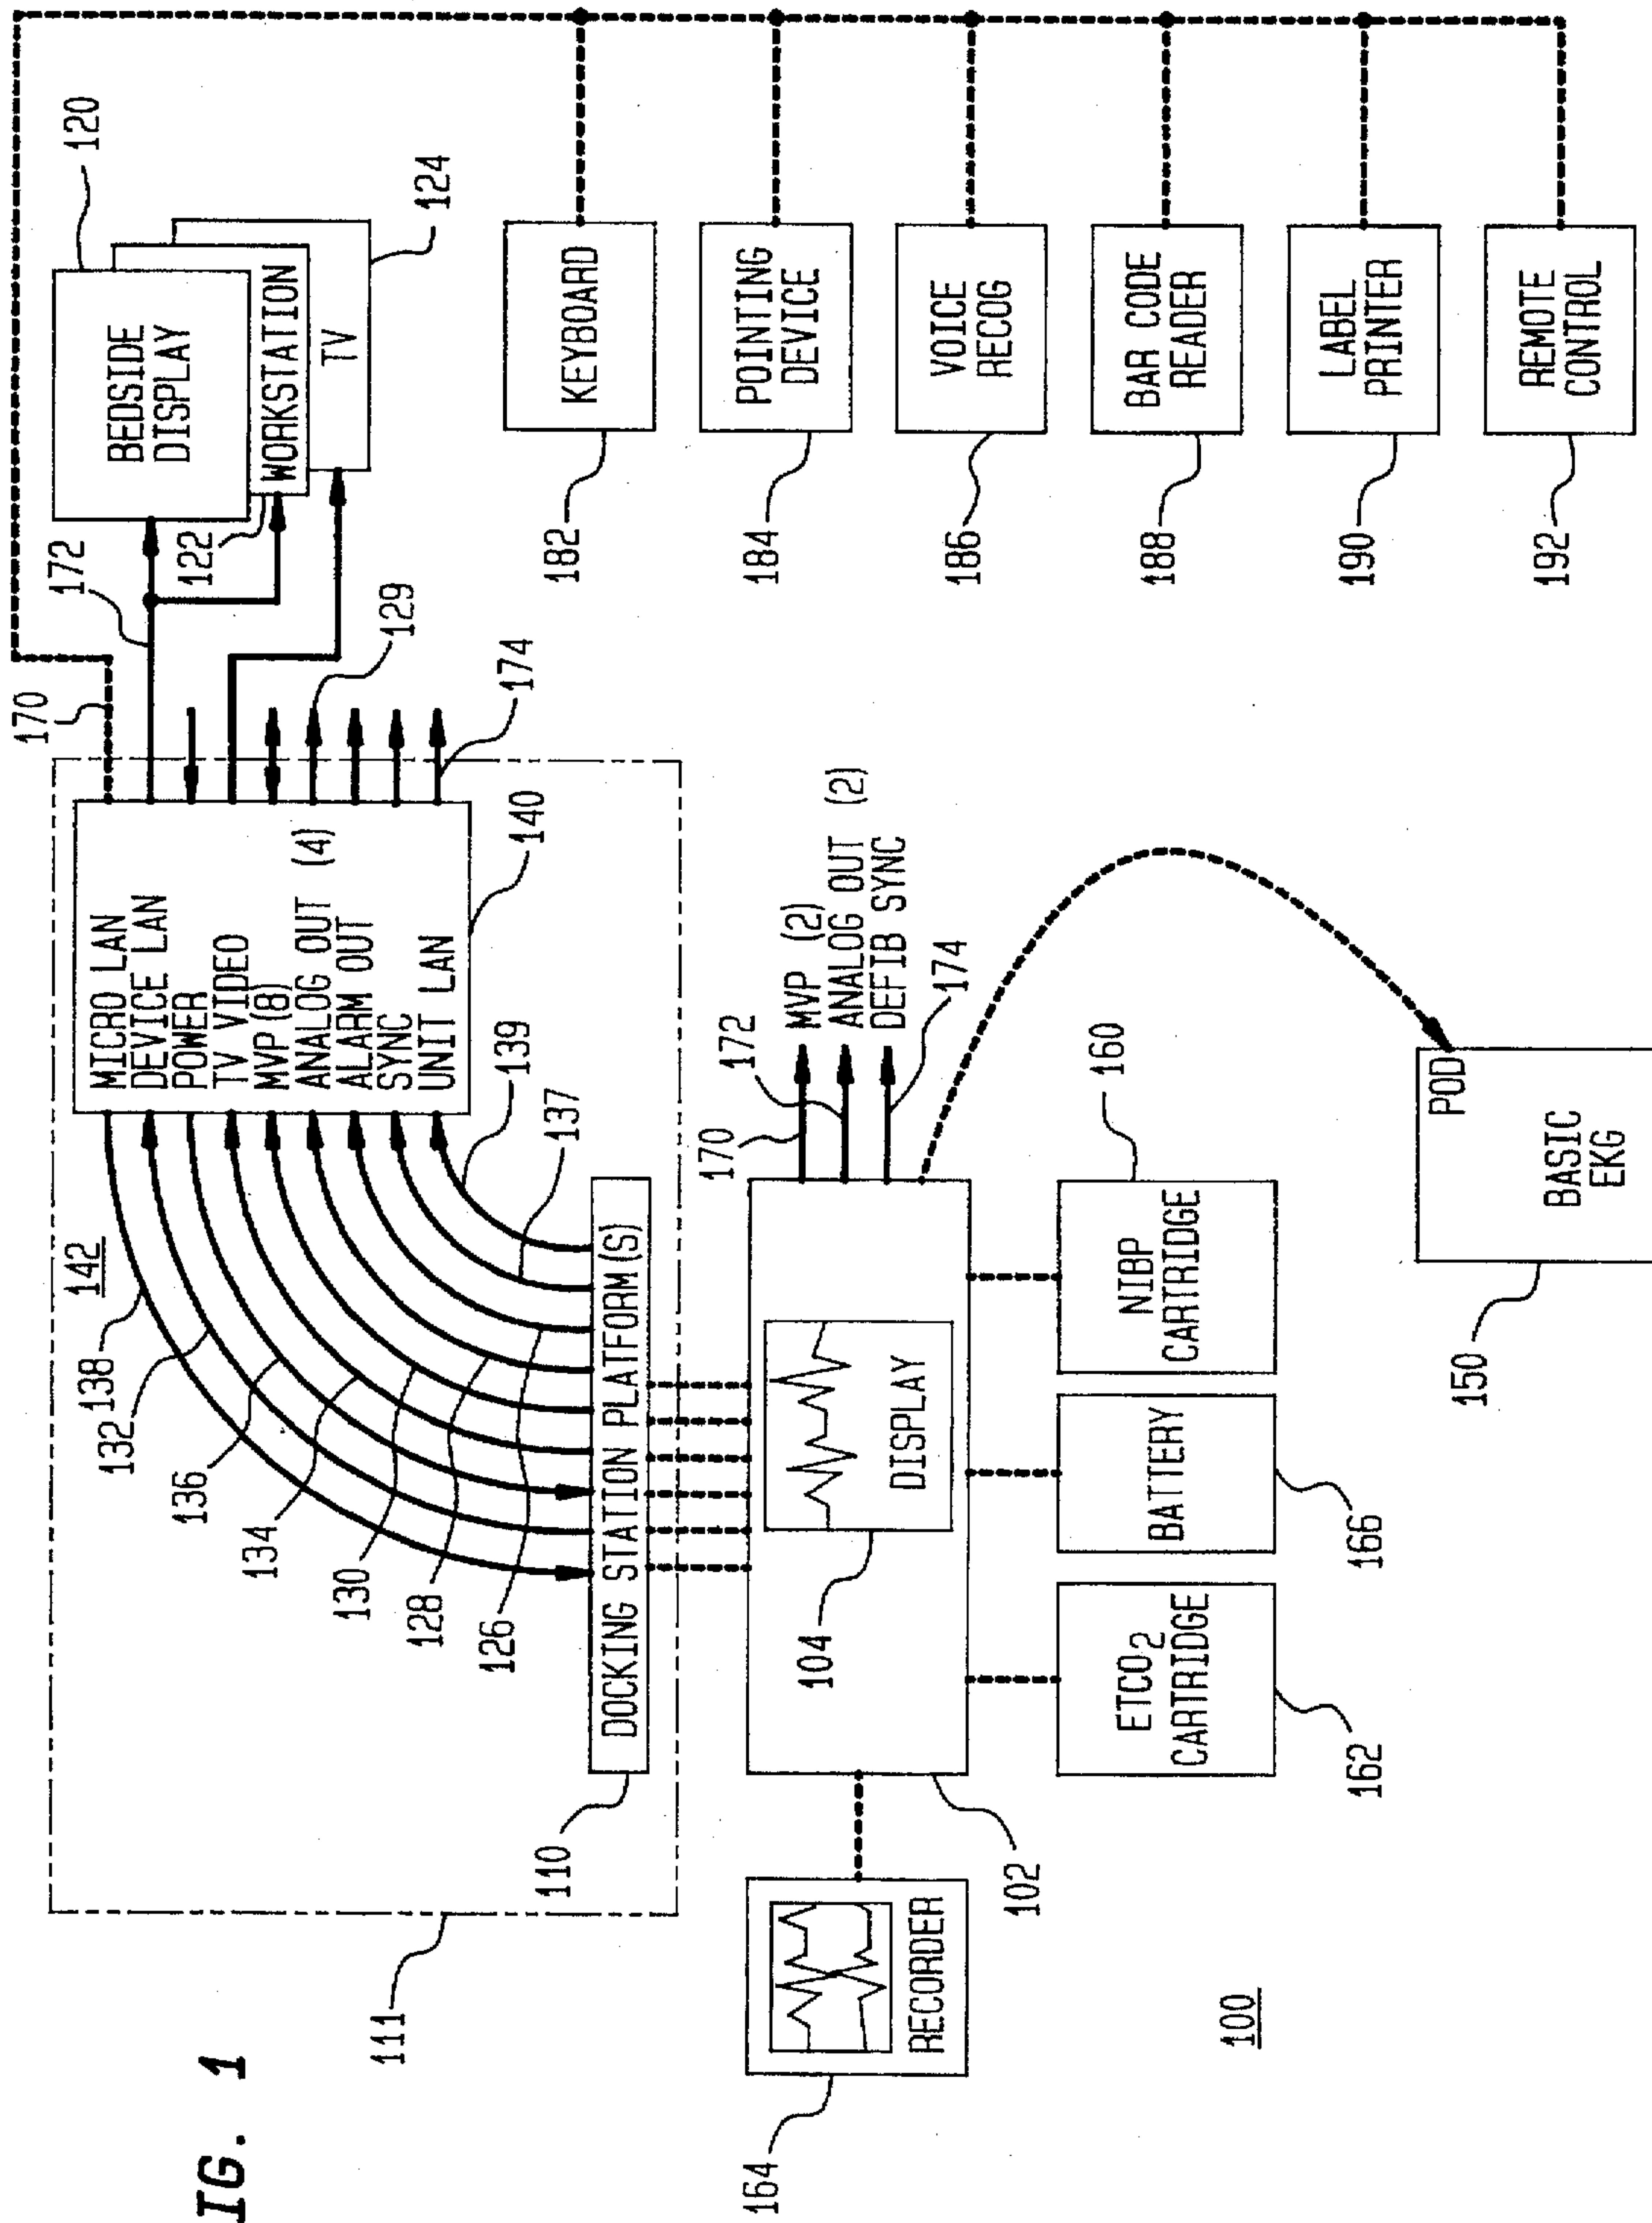 IG. 1
111
142
138
132
136
134
130
128
126
137
139
MICRO LAN
DEVICE LAN
POWER
TV VIDEO
MVP (8)
ANALOG OUT (4)
ALARM OUT
SYNC
UNIT LAN
140
170
172
129
174
BEDSIDE
DISPLAY
120
WORKSTATION
122
TV
124
DOCKING STATION PLATFORM(S)
110
DISPLAY
104
102
170
172
174
MVP (2)
ANALOG OUT (2)
DEFIB SYNC
RECORDER
164
ETCO2
CARTRIDGE
162
BATTERY
166
NIBP
CARTRIDGE
160
POD
BASIC
EKG
150
KEYBOARD
182
POINTING
DEVICE
184
VOICE
RECOG
186
BAR CODE
READER
188
LABEL
PRINTER
190
REMOTE
CONTROL
192
100